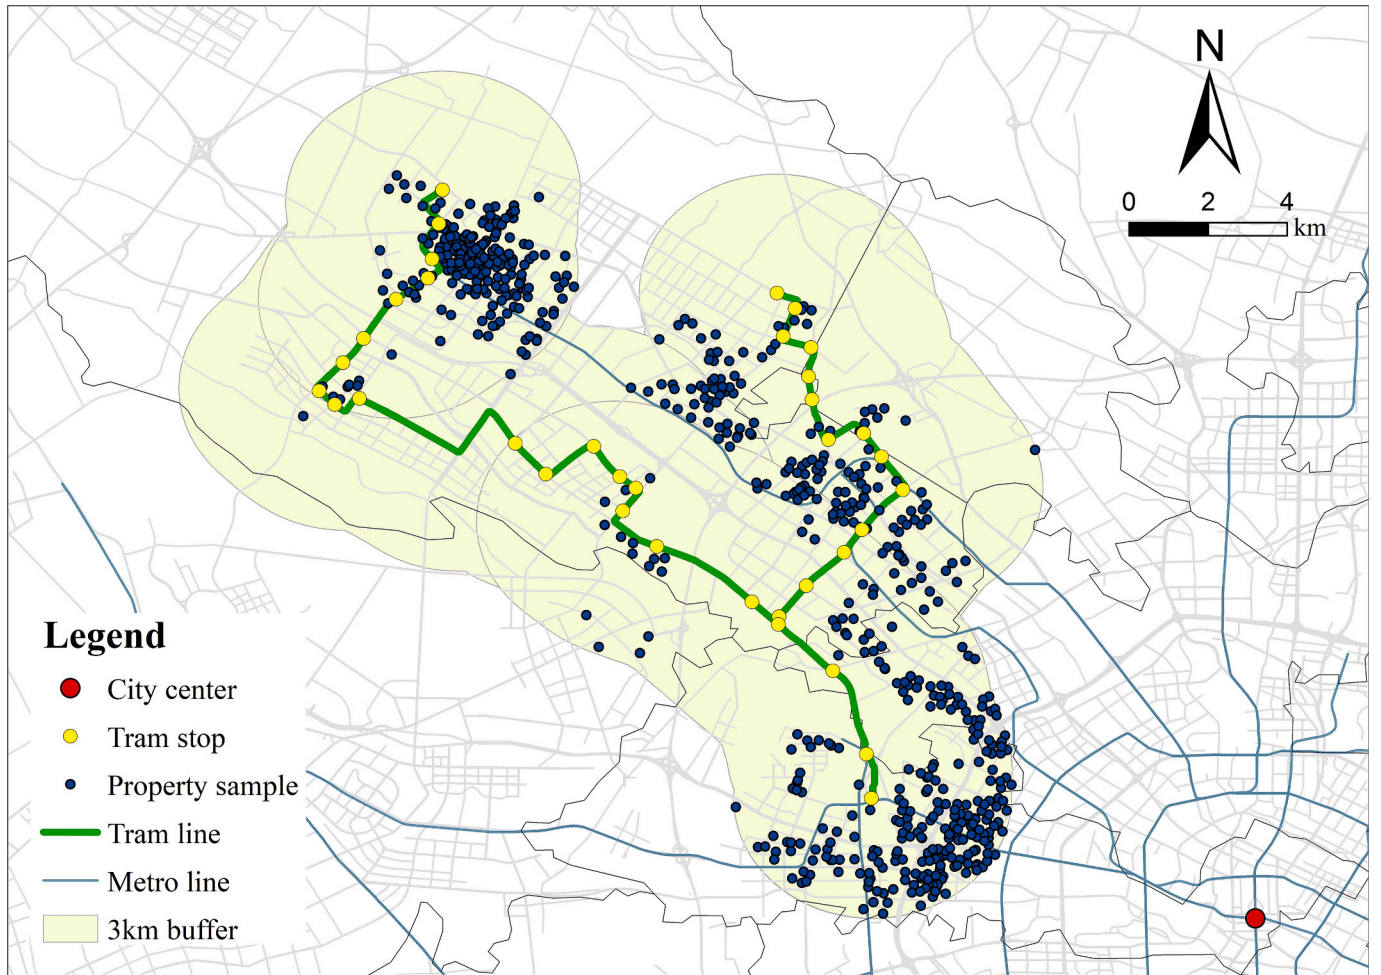 N
0 2 4
km
Legend
City center
Tram stop
Property sample
Tram line
Metro line
3km buffer